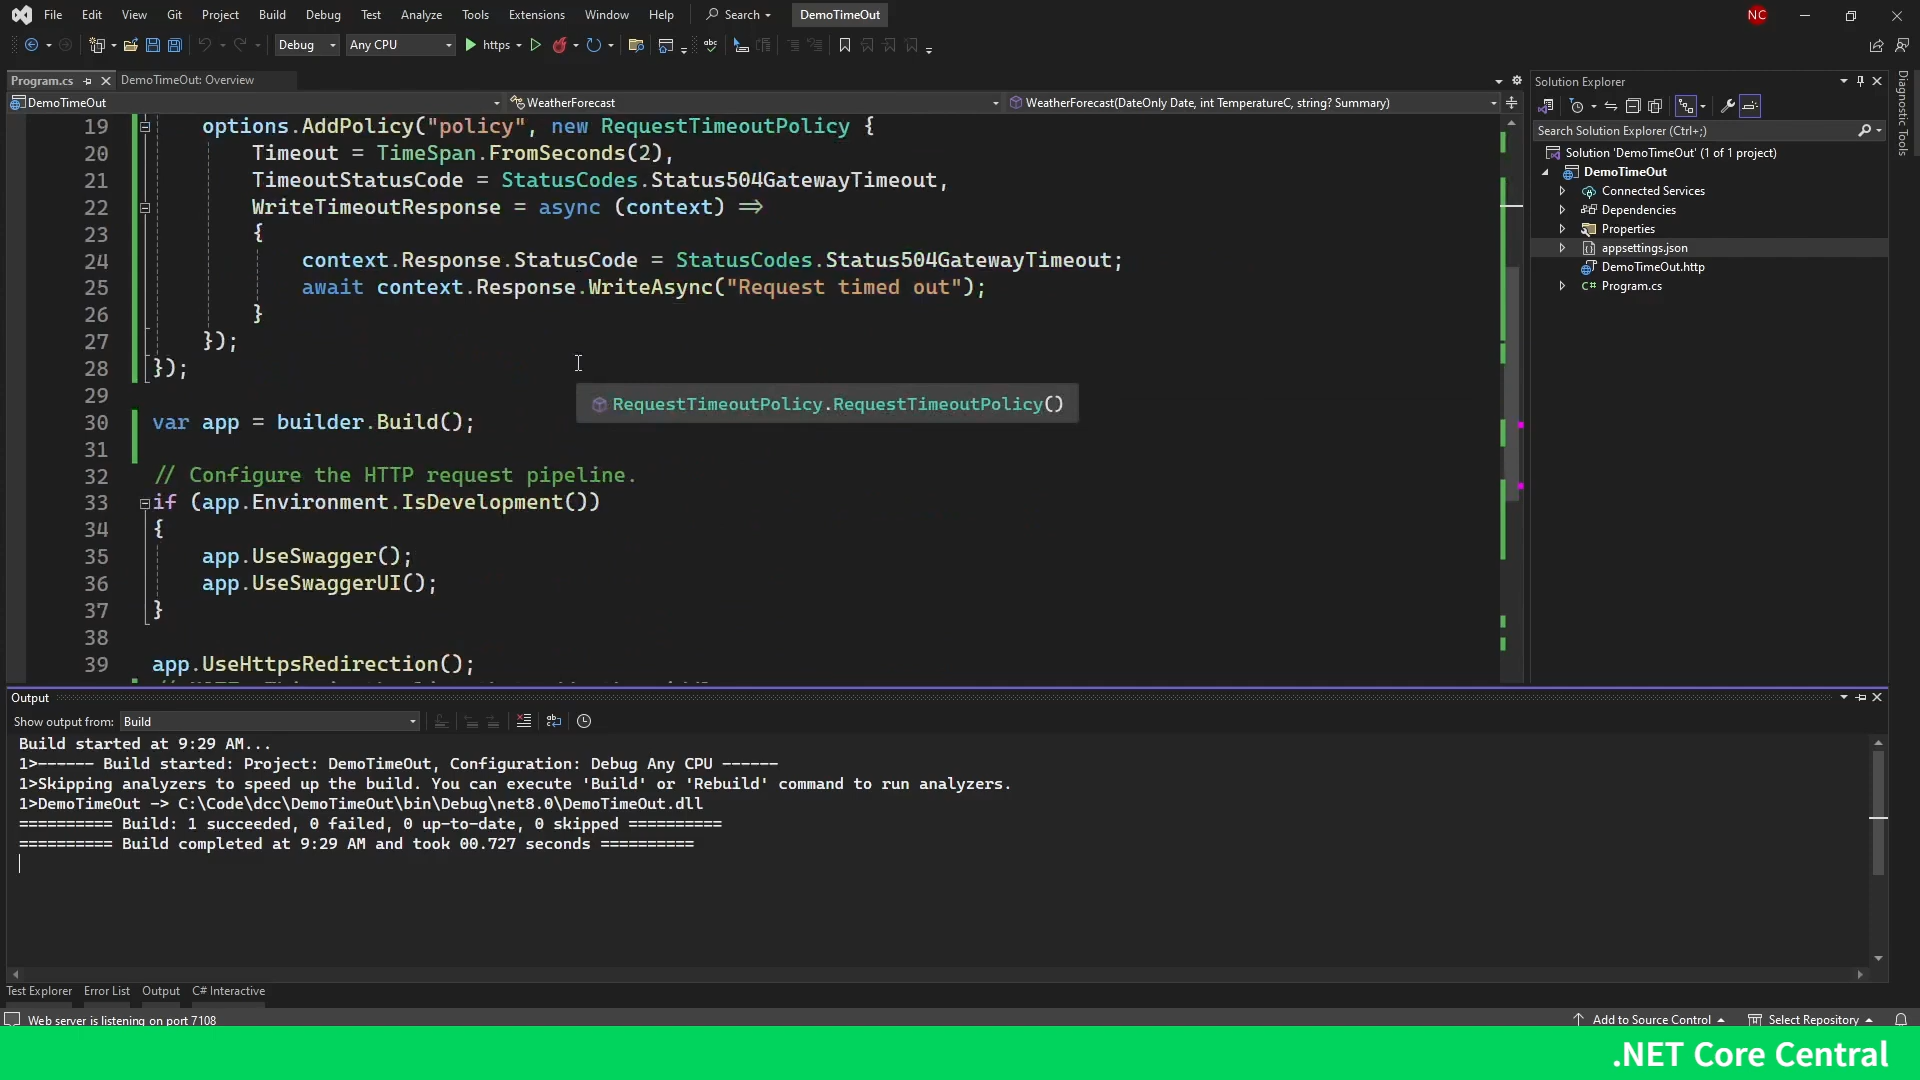 File Edit View Git Project Build Debug Test Analyze Tools Extensions Window Help Search DemoTimeOut NC
Debug Any CPU https
Program.cs DemoTimeOut: Overview
DemoTimeOut WeatherForecast WeatherForecast(DateOnly Date, int TemperatureC, string? Summary)
19 options.AddPolicy("policy", new RequestTimeoutPolicy {
20 Timeout = TimeSpan.FromSeconds(2),
21 TimeoutStatusCode = StatusCodes.Status504GatewayTimeout,
22 WriteTimeoutResponse = async (context) =>
23 {
24 context.Response.StatusCode = StatusCodes.Status504GatewayTimeout;
25 await context.Response.WriteAsync("Request timed out");
26 }
27 });
28 });
29
RequestTimeoutPolicy.RequestTimeoutPolicy()
30 var app = builder.Build();
31
32 // Configure the HTTP request pipeline.
33 if (app.Environment.IsDevelopment())
34 {
35 app.UseSwagger();
36 app.UseSwaggerUI();
37 }
38
39 app.UseHttpsRedirection();
Solution Explorer
Search Solution Explorer (Ctrl+;)
Solution 'DemoTimeOut' (1 of 1 project)
DemoTimeOut
Connected Services
Dependencies
Properties
appsettings.json
DemoTimeOut.http
C# Program.cs
Diagnostic Tools
Output
Show output from: Build
Build started at 9:29 AM...
1>------ Build started: Project: DemoTimeOut, Configuration: Debug Any CPU ------
1>Skipping analyzers to speed up the build. You can execute 'Build' or 'Rebuild' command to run analyzers.
1>DemoTimeOut -> C:\Code\dcc\DemoTimeOut\bin\Debug\net8.0\DemoTimeOut.dll
========== Build: 1 succeeded, 0 failed, 0 up-to-date, 0 skipped ==========
========== Build completed at 9:29 AM and took 00.727 seconds ==========
Test Explorer Error List Output C# Interactive
Web server is listening on port 7108 Add to Source Control Select Repository
.NET Core Central